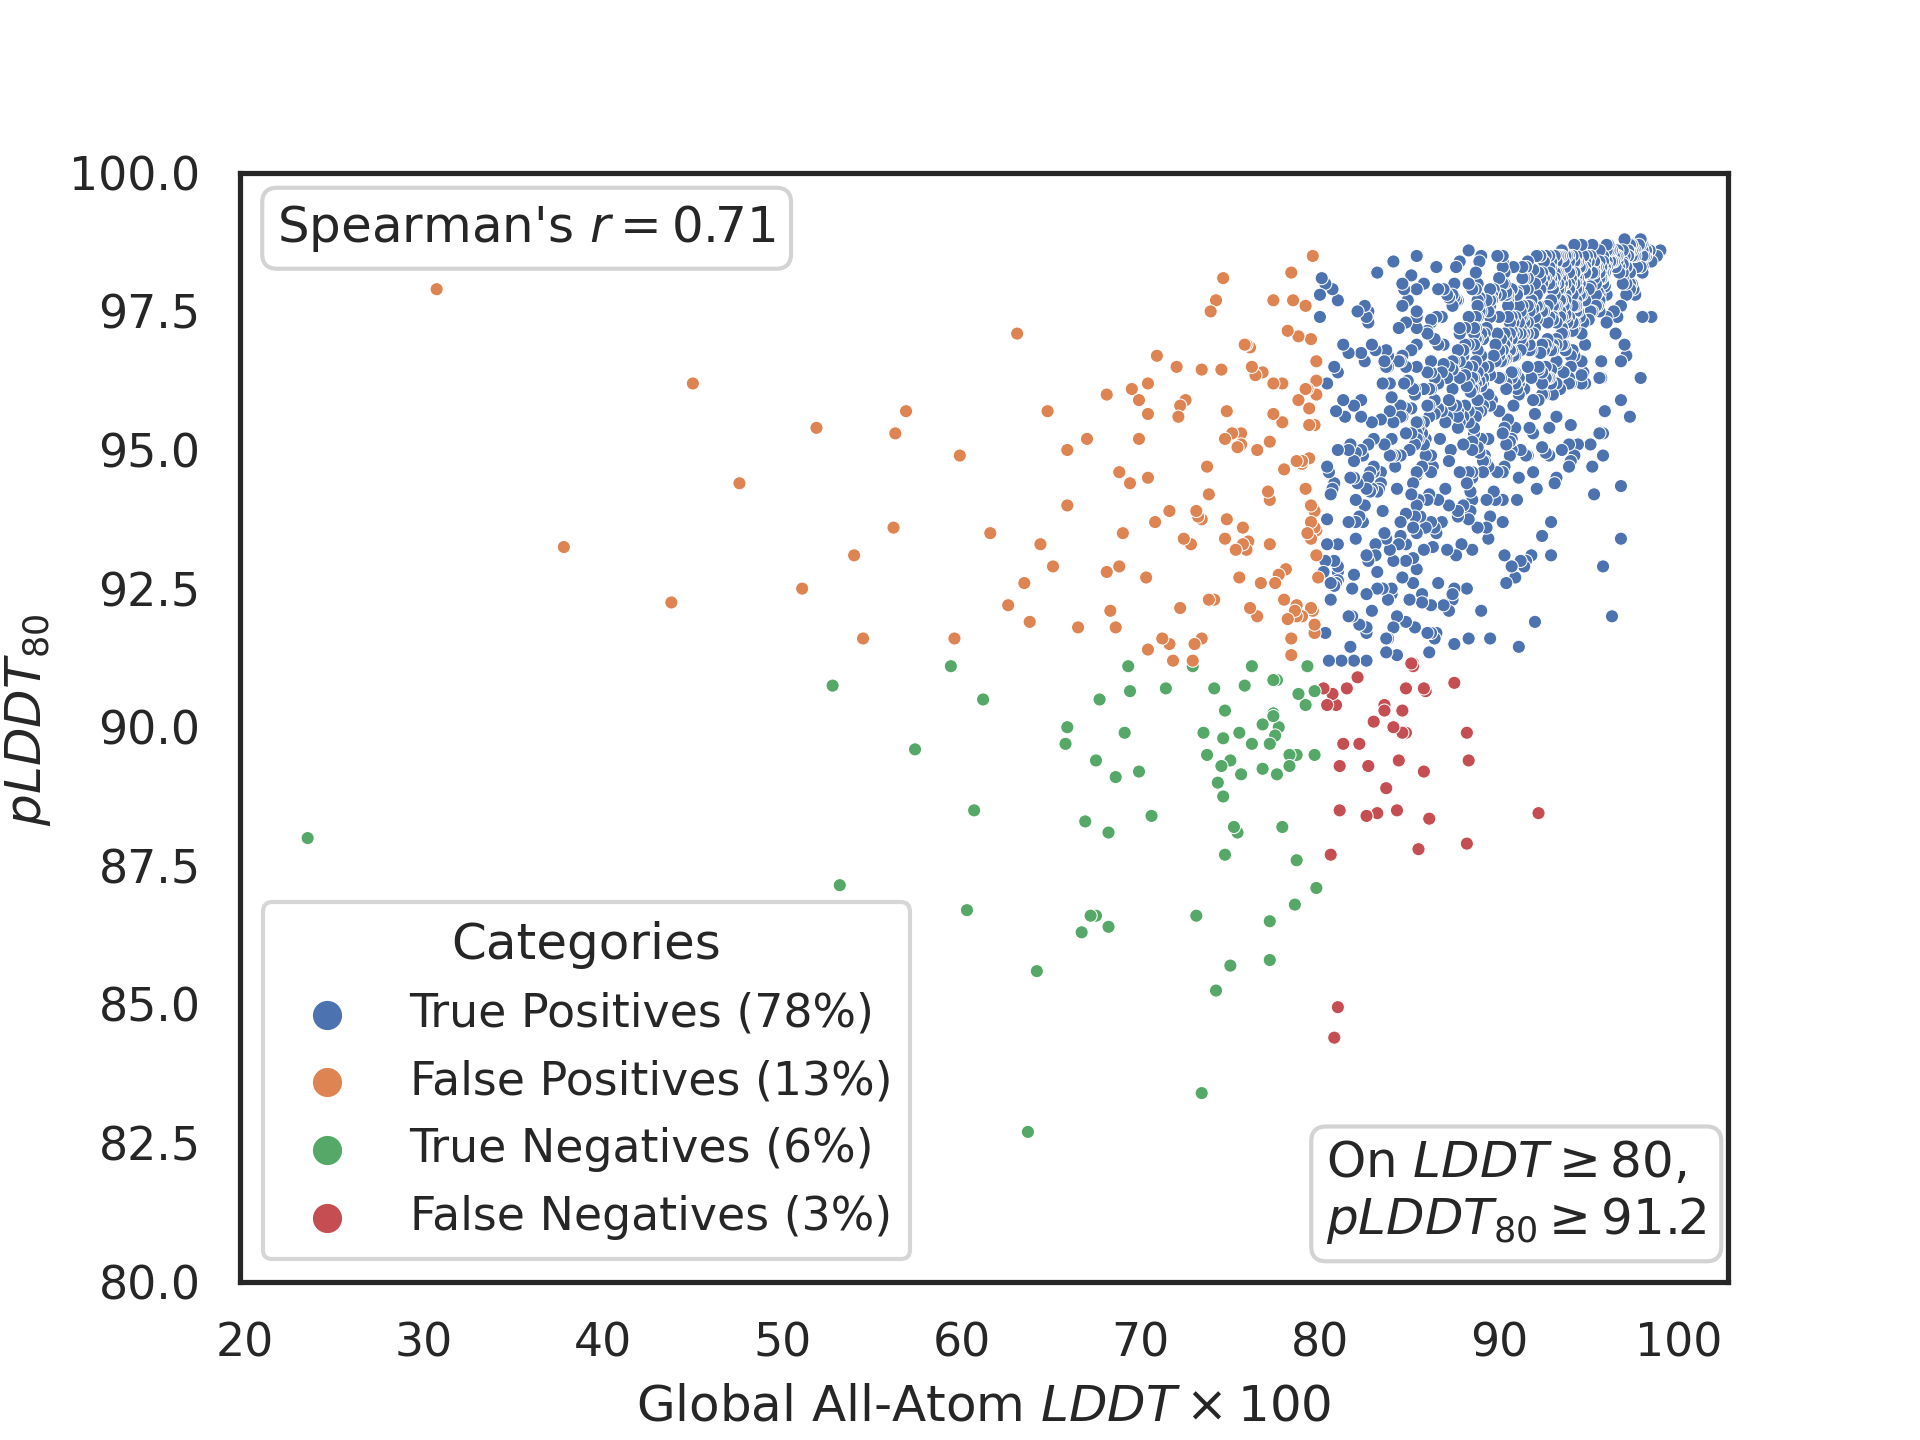 Spearman's r = 0.71
100.0
97.5
95.0
92.5
90.0
87.5
85.0
82.5
80.0
pLDDT₈₀
Categories
True Positives (78%)
False Positives (13%)
True Negatives (6%)
False Negatives (3%)
On LDDT ≥ 80,
pLDDT₈₀ ≥ 91.2
20 30 40 50 60 70 80 90 100
Global All-Atom LDDT × 100